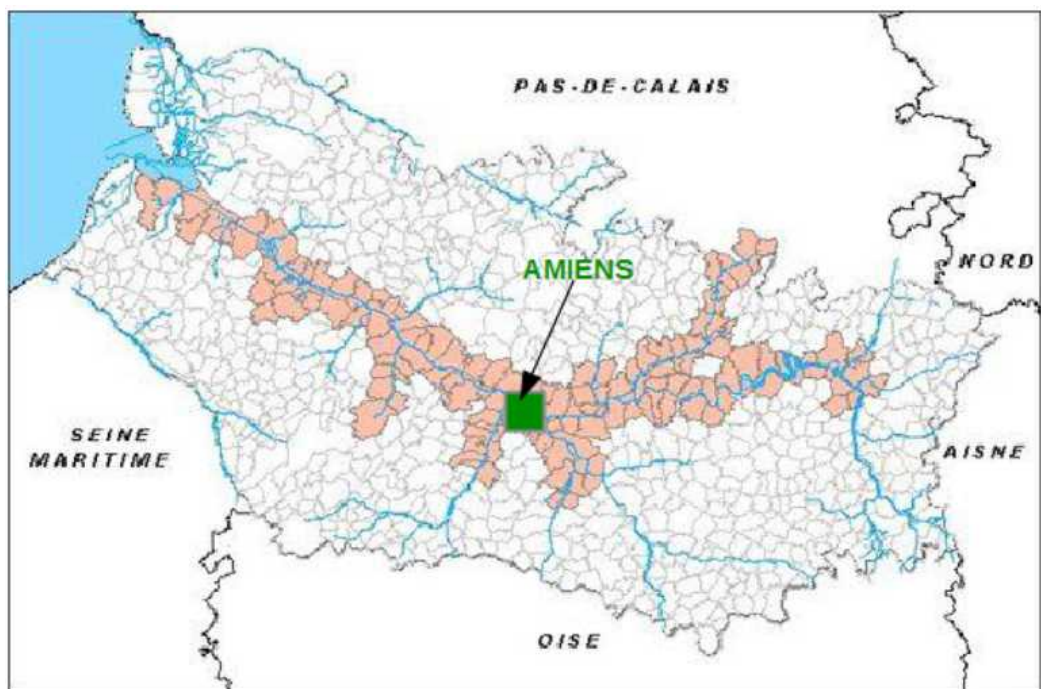 PAS-DE-CALAIS
AMIENS
NORD
SEINE
MARITIME
AISNE
OISE